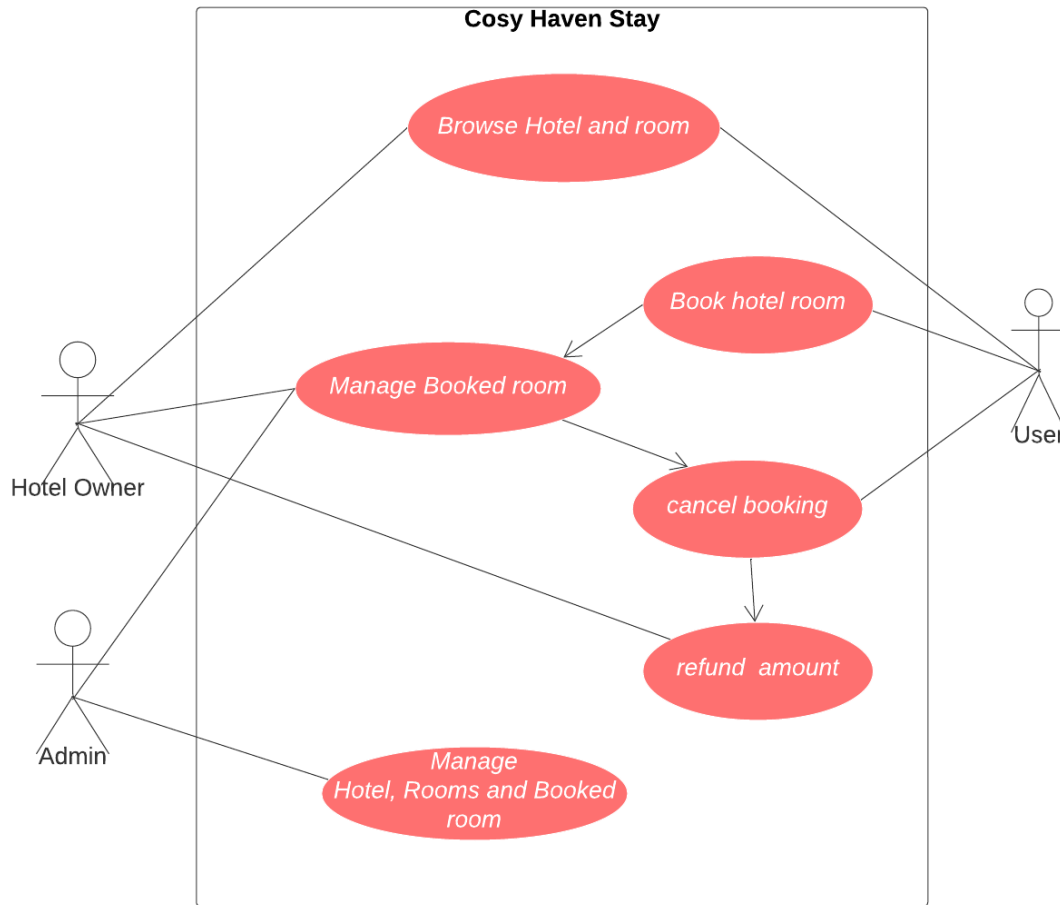 Cosy Haven Stay
Browse Hotel and room
Book hotel room
Manage Booked room
User
Hotel Owner
cancel booking
refund  amount
Admin
Manage
Hotel, Rooms and Booked
room